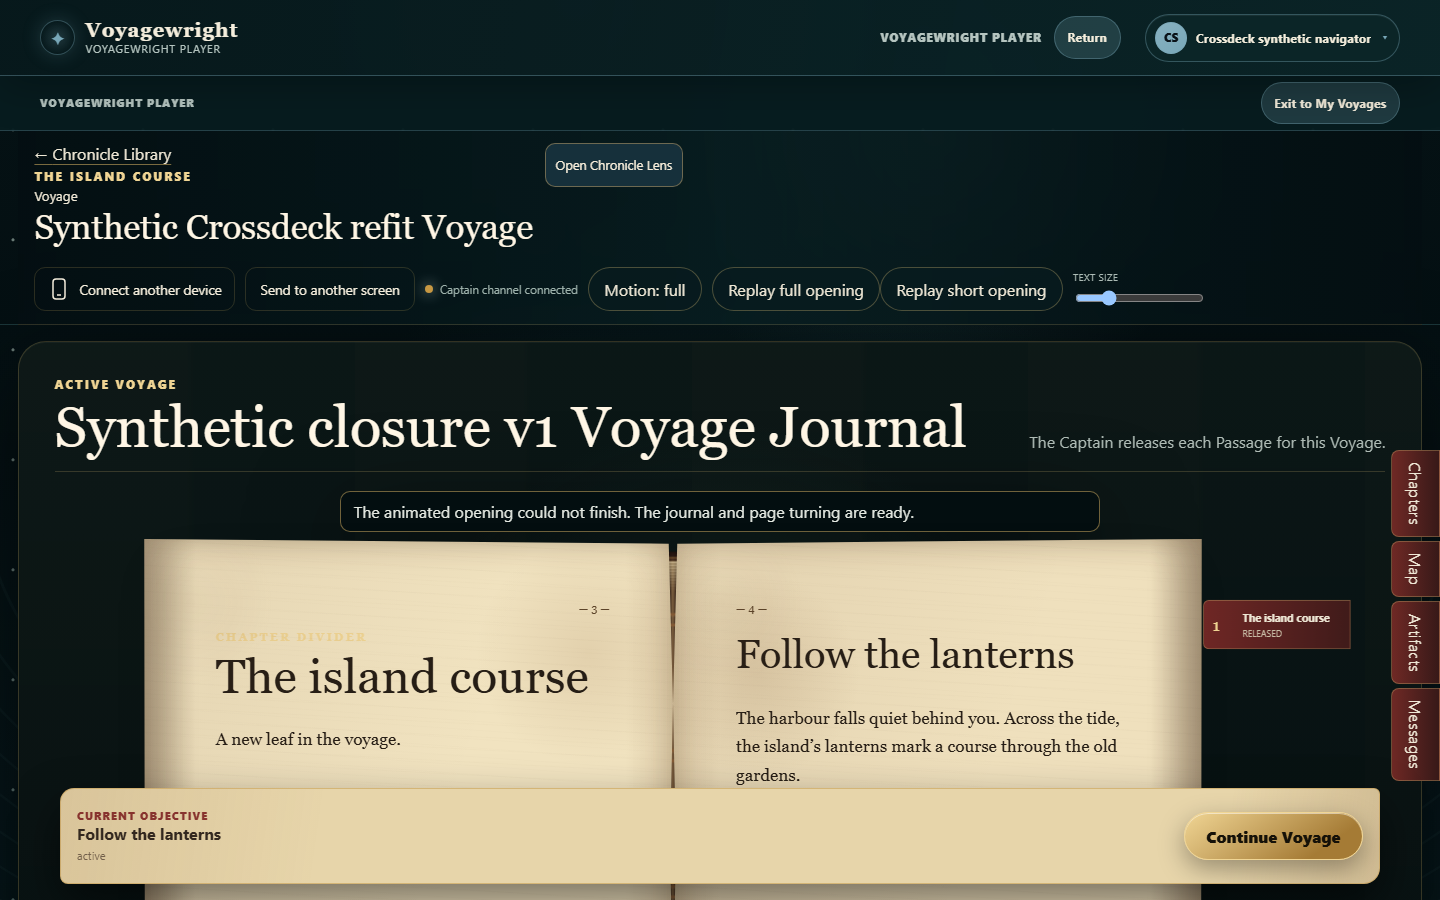 Voyagewright
VOYAGEWRIGHT PLAYER
VOYAGEWRIGHT PLAYER
Return
CS
Crossdeck synthetic navigator
VOYAGEWRIGHT PLAYER
Exit to My Voyages
← Chronicle Library
THE ISLAND COURSE
Voyage
Synthetic Crossdeck refit Voyage
Open Chronicle Lens
Connect another device
Send to another screen
Captain channel connected
Motion: full
Replay full opening
Replay short opening
TEXT SIZE
ACTIVE VOYAGE
Synthetic closure v1 Voyage Journal
The Captain releases each Passage for this Voyage.
The animated opening could not finish. The journal and page turning are ready.
— 3 —
CHAPTER DIVIDER
The island course
A new leaf in the voyage.
— 4 —
Follow the lanterns
The harbour falls quiet behind you. Across the tide,
the island’s lanterns mark a course through the old
gardens.
1
The island course
RELEASED
Chapters
Map
Artifacts
Messages
CURRENT OBJECTIVE
Follow the lanterns
active
Continue Voyage